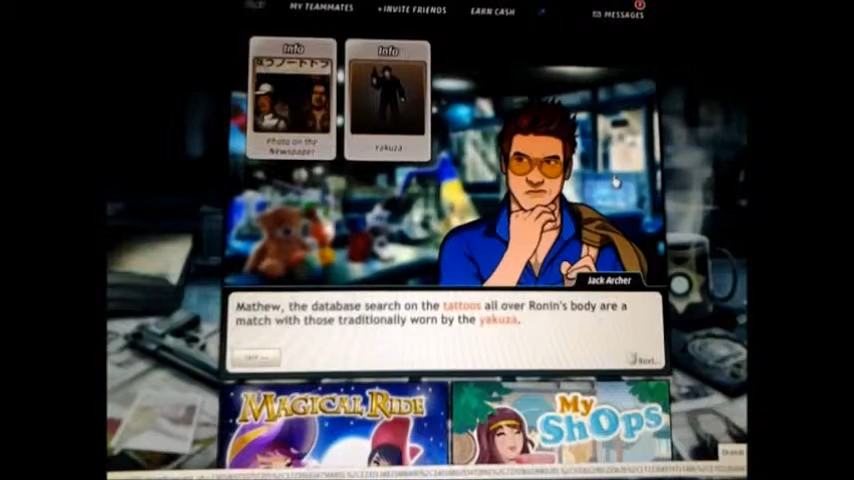 MY TEAMMATES
+INVITE FRIENDS
EARN CASH
MESSAGES
Info
Info
Photo on the
Newspaper
Yakuza
Jack Archer
Mathew, the database search on the tattoos all over Ronin's body are a
match with those traditionally worn by the yakuza.
Next...
MAGICAL RIDE
My
Shops